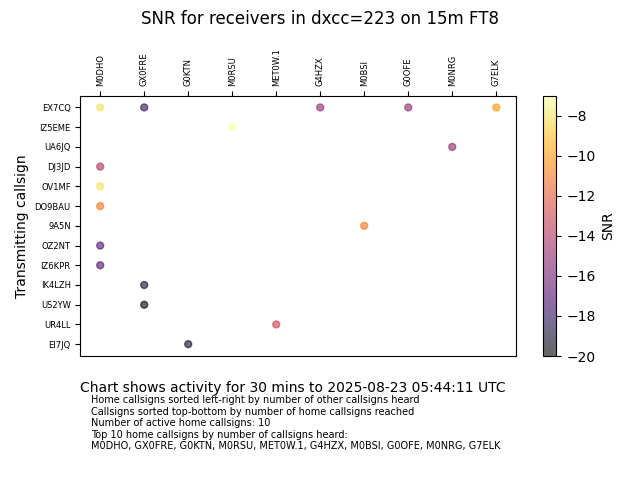 SNR for receivers in dxcc=223 on 15m FT8
M0DHO GX0FRE G0KTN M0RSU MET0W.1 G4HZX M0BSI G0OFE M0NRG G7ELK
Transmitting callsign
EX7CQ
IZ5EME
UA6JQ
DJ3JD
OV1MF
DO9BAU
9A5N
OZ2NT
IZ6KPR
IK4LZH
US2YW
UR4LL
EI7JQ
−8
−10
−12
−14
−16
−18
−20
SNR
Chart shows activity for 30 mins to 2025-08-23 05:44:11 UTC
Home callsigns sorted left-right by number of other callsigns heard
Callsigns sorted top-bottom by number of home callsigns reached
Number of active home callsigns: 10
Top 10 home callsigns by number of callsigns heard:
M0DHO, GX0FRE, G0KTN, M0RSU, MET0W.1, G4HZX, M0BSI, G0OFE, M0NRG, G7ELK